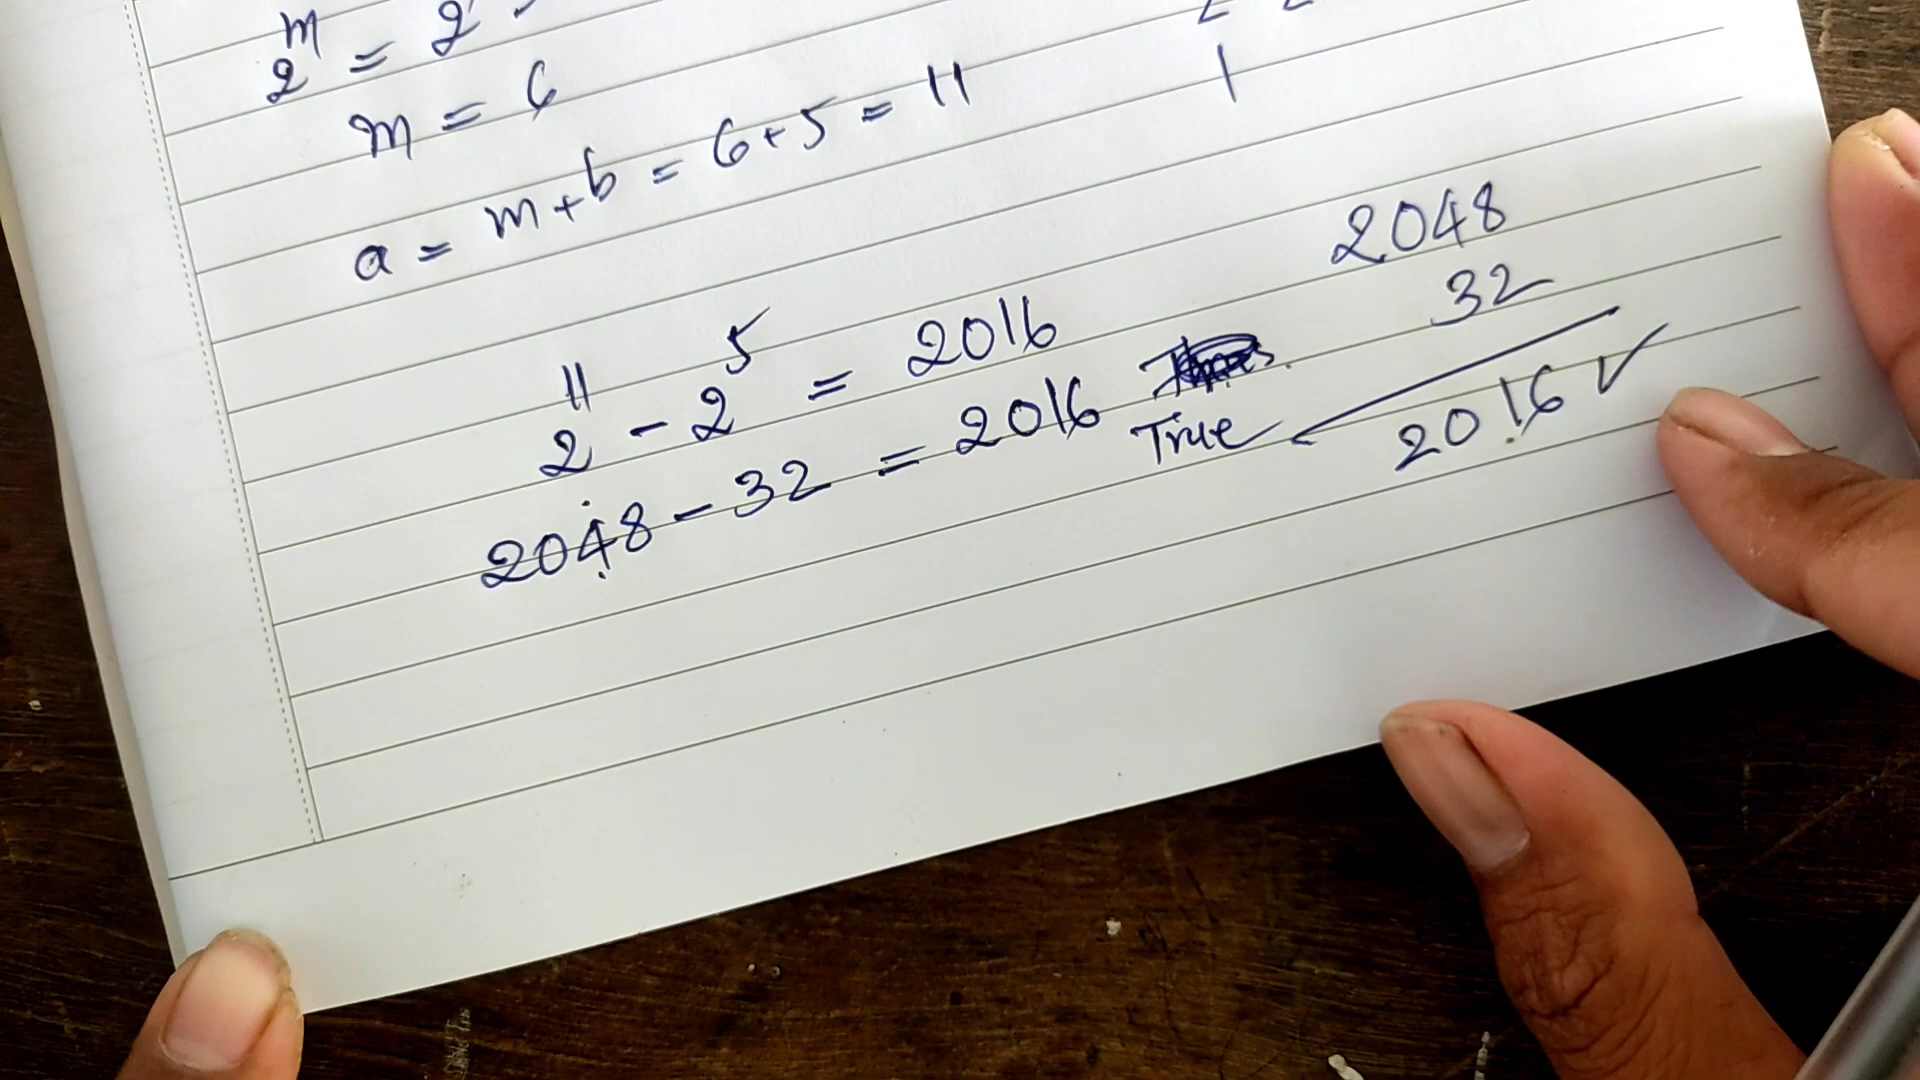 2^m = 2
m = 6
a = m+b = 6+5 = 11
2^11 - 2^5 = 2016
2048 - 32 = 2016 True
2048
32
2016 ✓